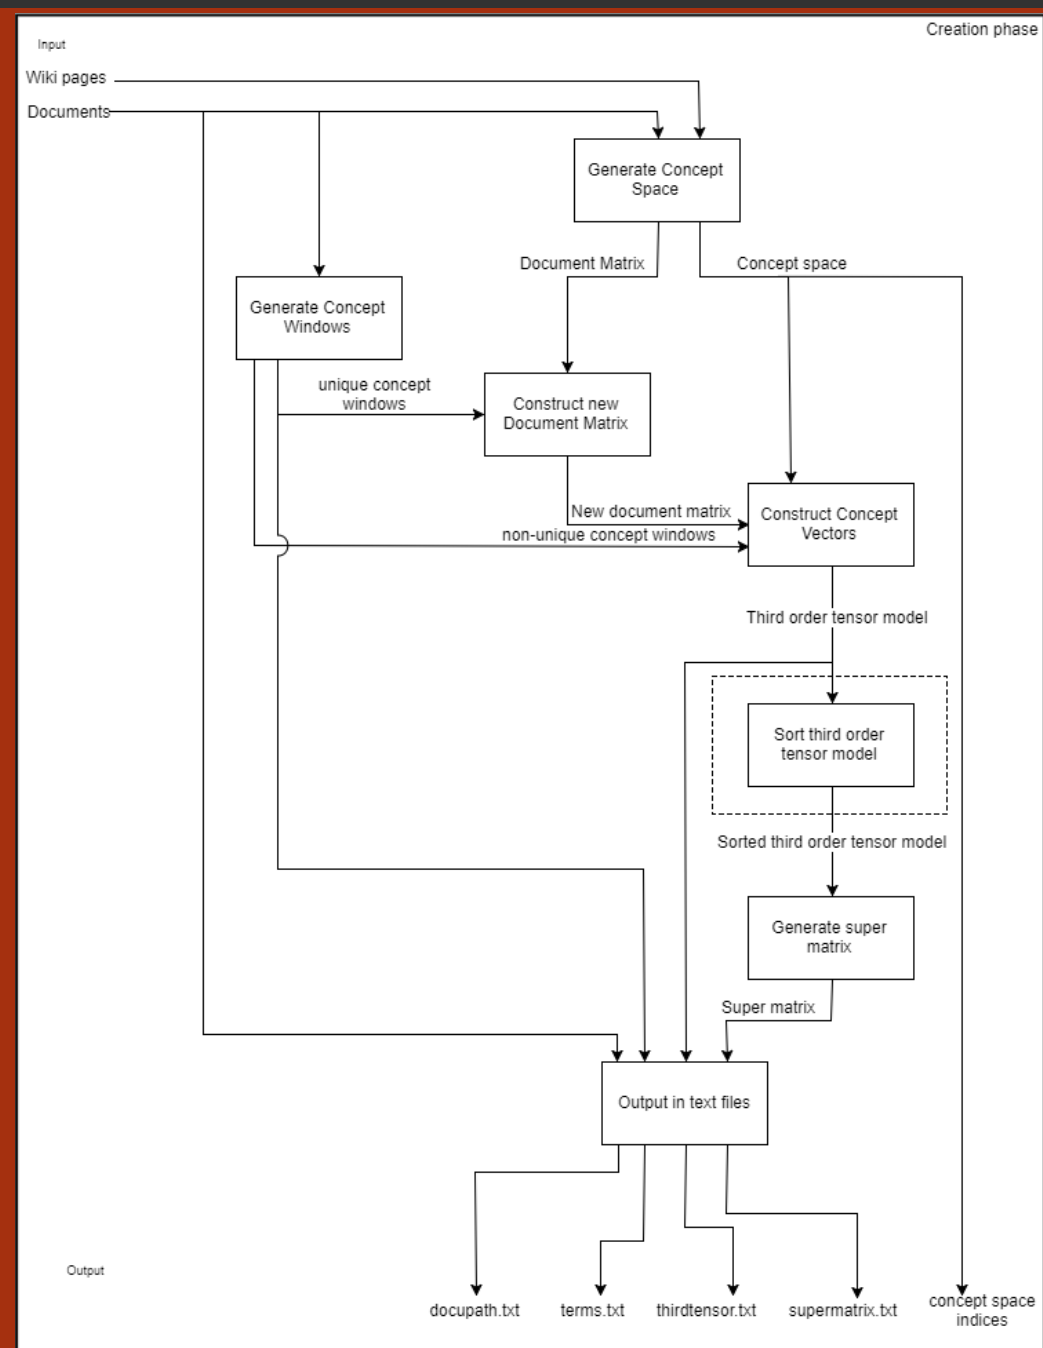 Creation phase
Input
Wiki pages
Documents
Generate Concept
Space
Document Matrix
Concept space
Generate Concept
Windows
unique concept
windows
Construct new
Document Matrix
New document matrix
non-unique concept windows
Construct Concept
Vectors
Third order tensor model
Sort third order
tensor model
Sorted third order tensor model
Generate super
matrix
Super matrix
Output in text files
Output
docupath.txt
terms.txt
thirdtensor.txt
supermatrix.txt
concept space
indices